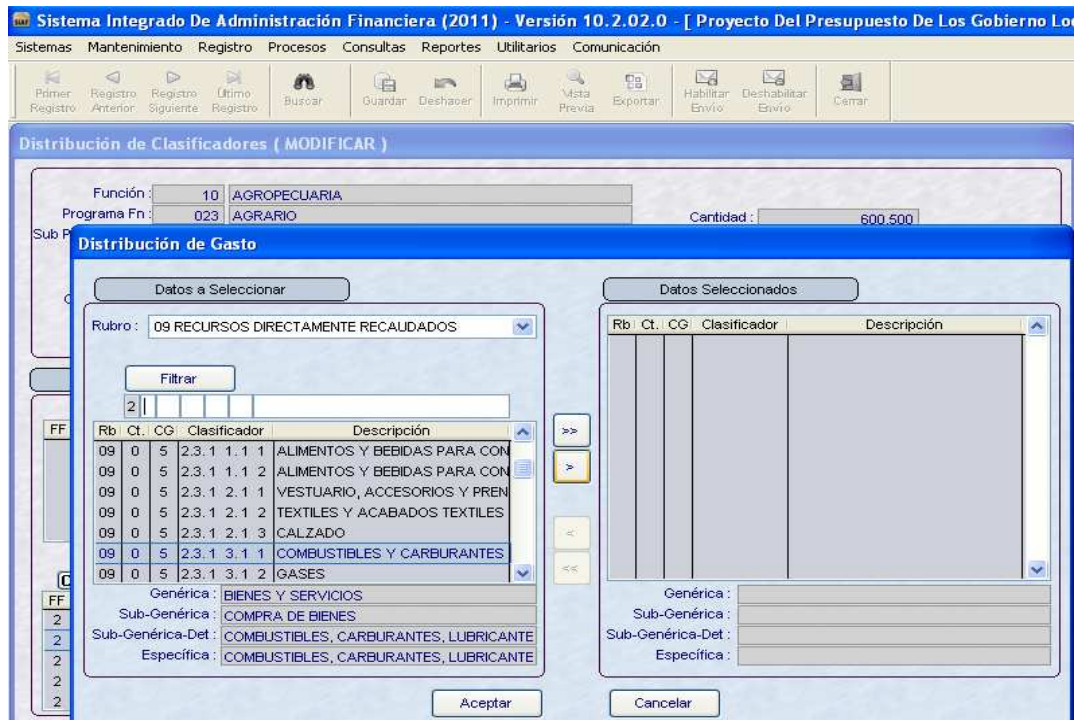 Sistema Integrado De Administración Financiera (2011) - Versión 10.2.02.0 - [ Proyecto Del Presupuesto De Los Gobierno Loc
Sistemas Mantenimiento Registro Procesos Consultas Reportes Utilitarios Comunicación
Primer Registro Registro Anterior Registro Siguiente Último Registro Buscar Guardar Deshacer Imprimir Vista Previa Exportar Habilitar Envío Deshabilitar Envío Cerrar
Distribución de Clasificadores ( MODIFICAR )
Función : 10 AGROPECUARIA
Programa Fn : 023 AGRARIO Cantidad : 600.500
Sub P
Distribución de Gasto
Datos a Seleccionar
Rubro : 09 RECURSOS DIRECTAMENTE RECAUDADOS
Filtrar
2
Rb Ct. CG Clasificador Descripción
09 0 5 2.3.1 1.1 1 ALIMENTOS Y BEBIDAS PARA CON
09 0 5 2.3.1 1.1 2 ALIMENTOS Y BEBIDAS PARA CON
09 0 5 2.3.1 2.1 1 VESTUARIO, ACCESORIOS Y PREN
09 0 5 2.3.1 2.1 2 TEXTILES Y ACABADOS TEXTILES
09 0 5 2.3.1 2.1 3 CALZADO
09 0 5 2.3.1 3.1 1 COMBUSTIBLES Y CARBURANTES
09 0 5 2.3.1 3.1 2 GASES
Genérica : BIENES Y SERVICIOS
Sub-Genérica : COMPRA DE BIENES
Sub-Genérica-Det : COMBUSTIBLES, CARBURANTES, LUBRICANTE
Específica : COMBUSTIBLES, CARBURANTES, LUBRICANTE
>>
>
<
<<
Datos Seleccionados
Rb Ct. CG Clasificador Descripción
Genérica :
Sub-Genérica :
Sub-Genérica-Det :
Específica :
Aceptar Cancelar
FF
FF
2
2
2
2
2